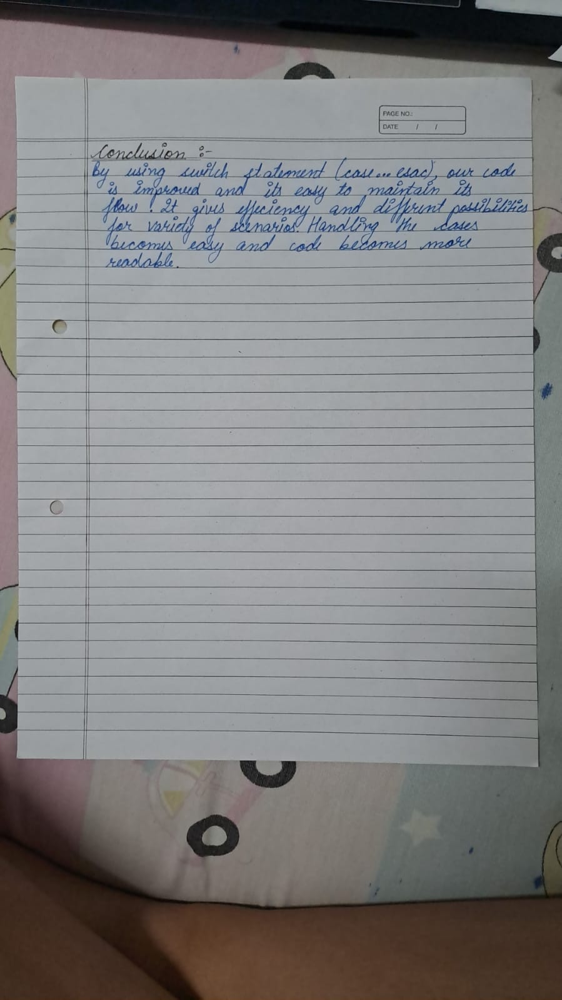 PAGE NO.:
DATE / /
Conclusion :-
By using switch statement (case...esac), our code
is improved and its easy to maintain its
flow. It gives effeciency and different possibilities
for variety of scenarios. Handling the cases
becomes easy and code becomes more
readable.